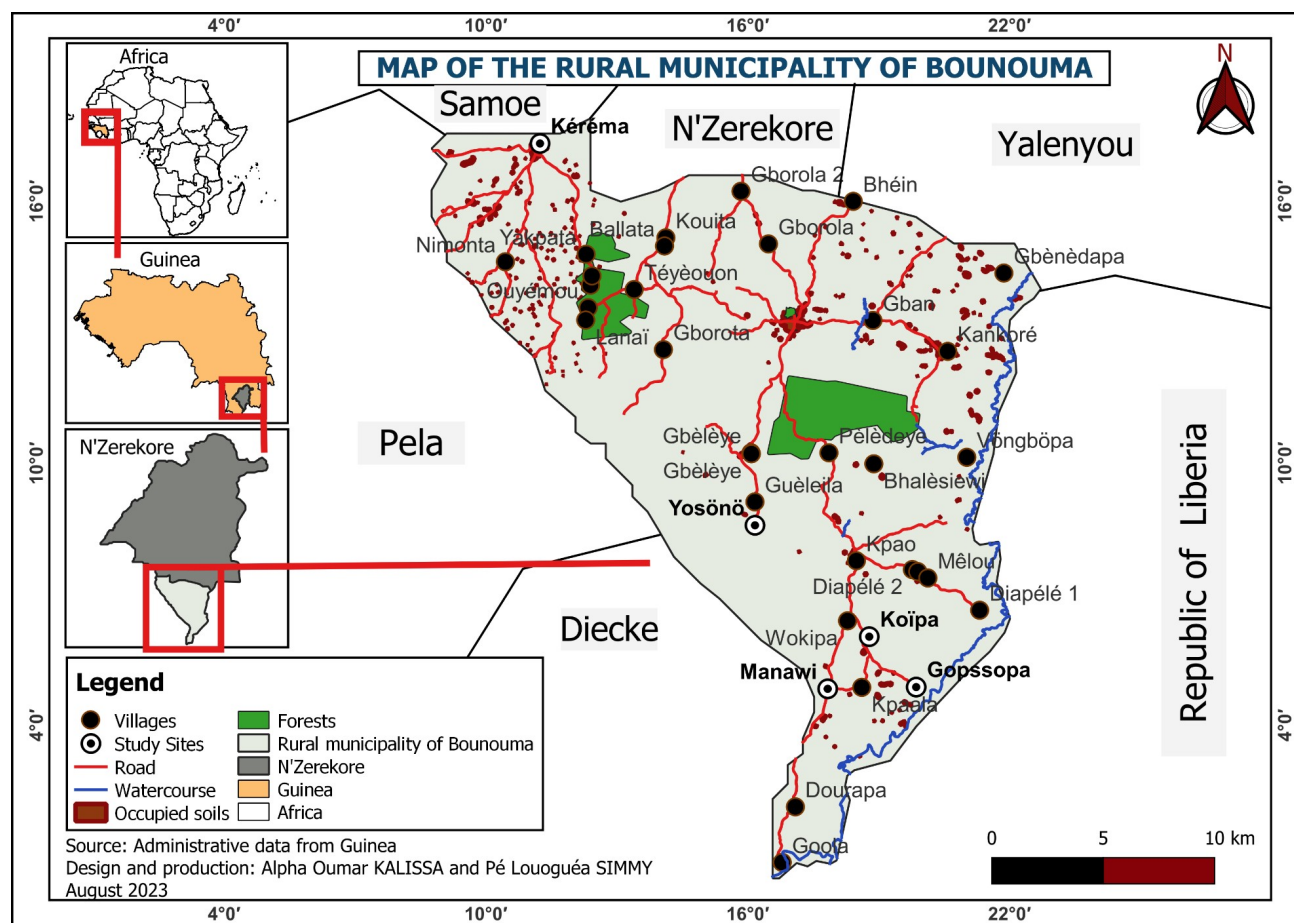 4°0' 10°0' 16°0' 22°0'
MAP OF THE RURAL MUNICIPALITY OF BOUNOUMA
N
Africa
Guinea
N'Zerekore
Samoe
N'Zerekore
Yalenyou
Pela
Diecke
Republic of Liberia
16°0'
10°0'
4°0'
16°0'
10°0'
4°0'
Kéréma
Gborola 2
Bhéin
Nimonta
Yakpata
Ballata
Kouita
Gborola
Gbènèdapa
Ouyémou
Téyèouon
Gban
Lanaï
Gborota
Kankoré
Gbèlèye
Pèlèdeye
Vöngböpa
Gbèlèye
Guèleila
Bhalèsiewi
Yosönö
Kpao
Mêlou
Diapélé 2
Diapélé 1
Koïpa
Wokipa
Manawi
Gopssopa
Kpaala
Dourapa
Goota
Legend
Villages
Study Sites
Road
Watercourse
Occupied soils
Forests
Rural municipality of Bounouma
N'Zerekore
Guinea
Africa
Source: Administrative data from Guinea
Design and production: Alpha Oumar KALISSA and Pé Louoguéa SIMMY
August 2023
0 5 10 km
4°0' 10°0' 16°0' 22°0'